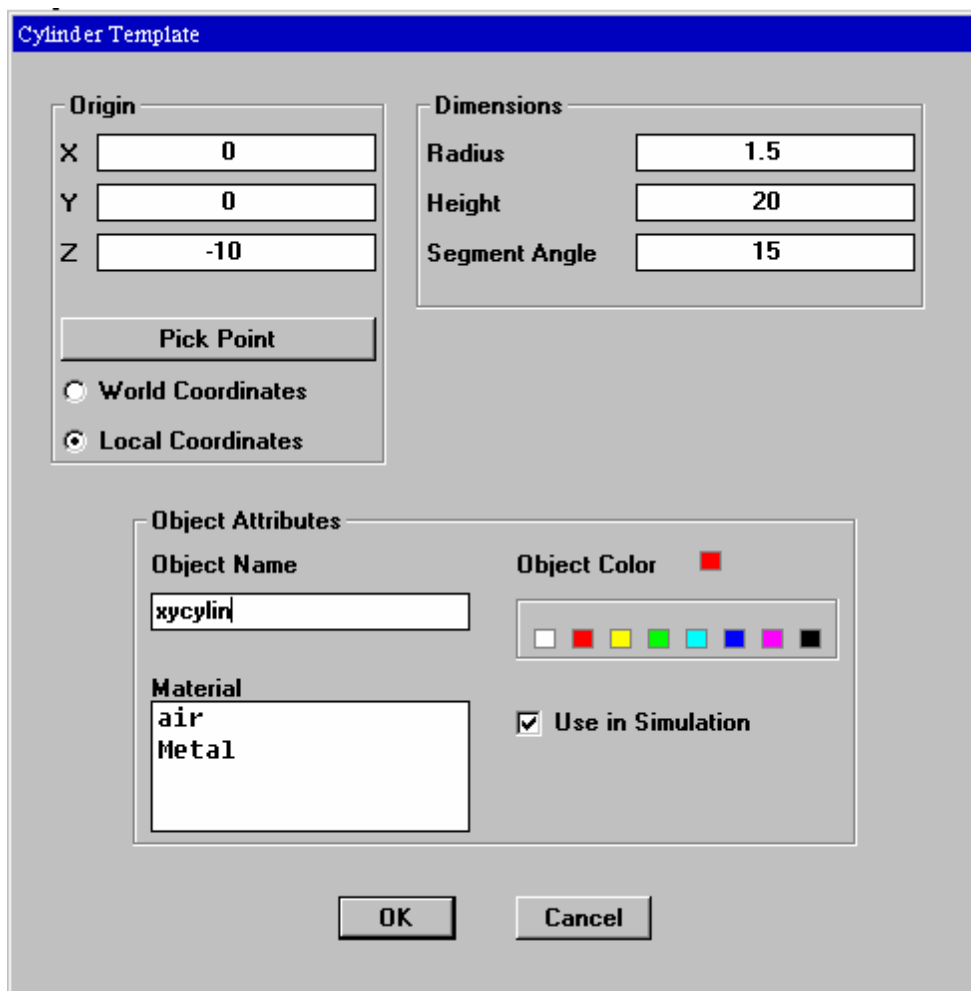 Cylinder Template
Origin
X 0
Y 0
Z -10
Pick Point
World Coordinates
Local Coordinates
Dimensions
Radius 1.5
Height 20
Segment Angle 15
Object Attributes
Object Name
xycylin
Material
air
Metal
Object Color
Use in Simulation
OK
Cancel